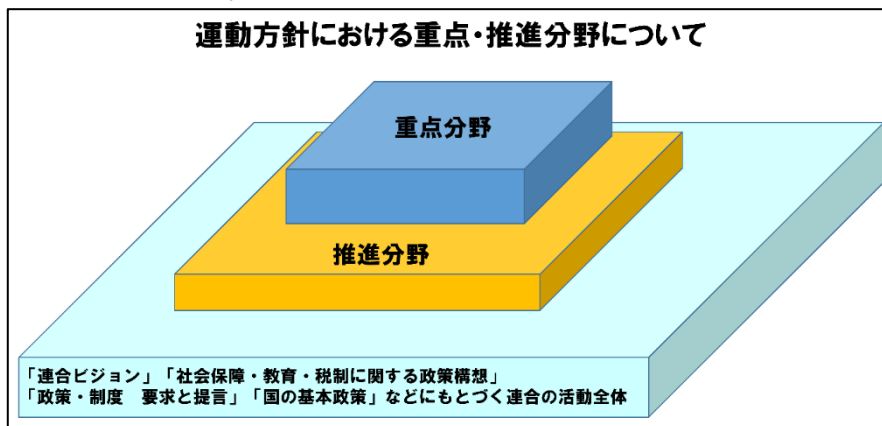 運動方針における重点・推進分野について
重点分野
推進分野
「連合ビジョン」「社会保障・教育・税制に関する政策構想」
「政策・制度　要求と提言」「国の基本政策」などにもとづく連合の活動全体